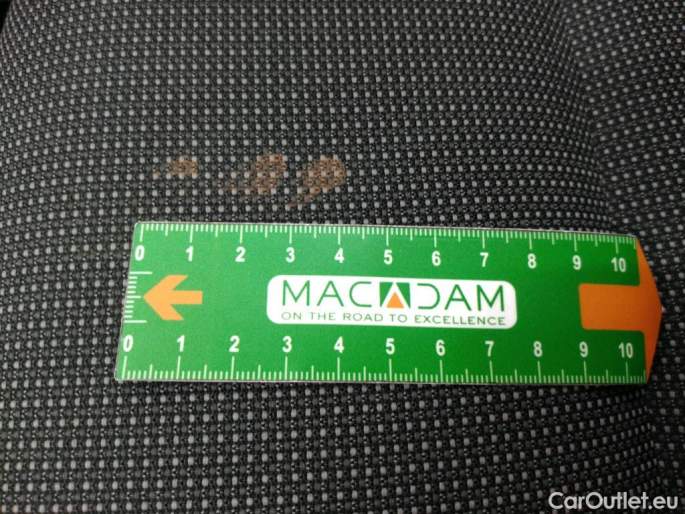 0 1 2 3 4 5 6 7 8 9 10
MACADAM
ON THE ROAD TO EXCELLENCE
0 1 2 3 4 5 6 7 8 9 10
CarOutlet.eu